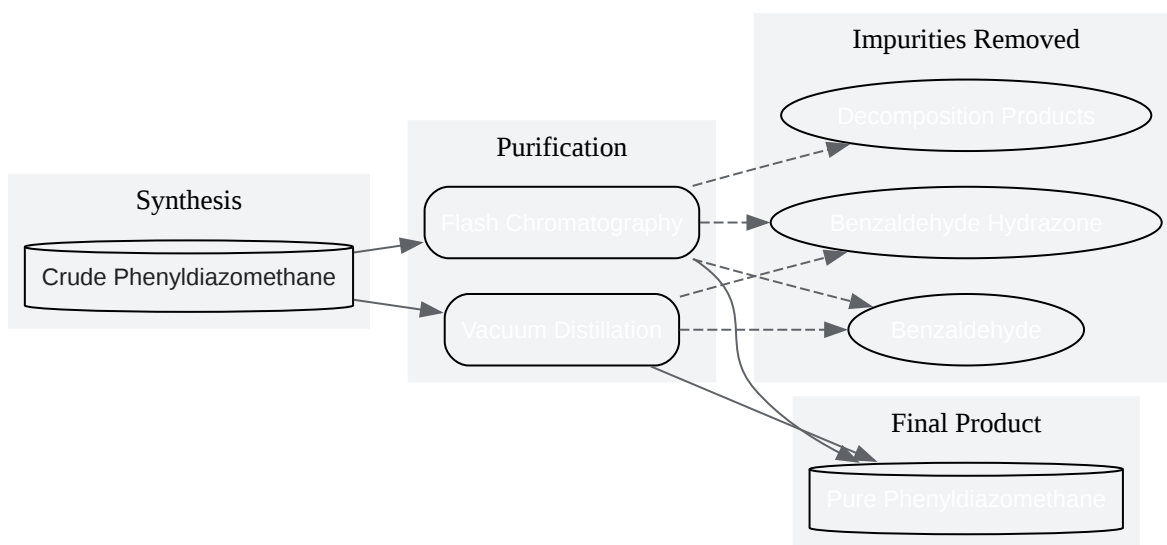 Synthesis
Crude Phenyldiazomethane
Purification
Flash Chromatography
Vacuum Distillation
Impurities Removed
Decomposition Products
Benzaldehyde Hydrazone
Benzaldehyde
Final Product
Pure Phenyldiazomethane